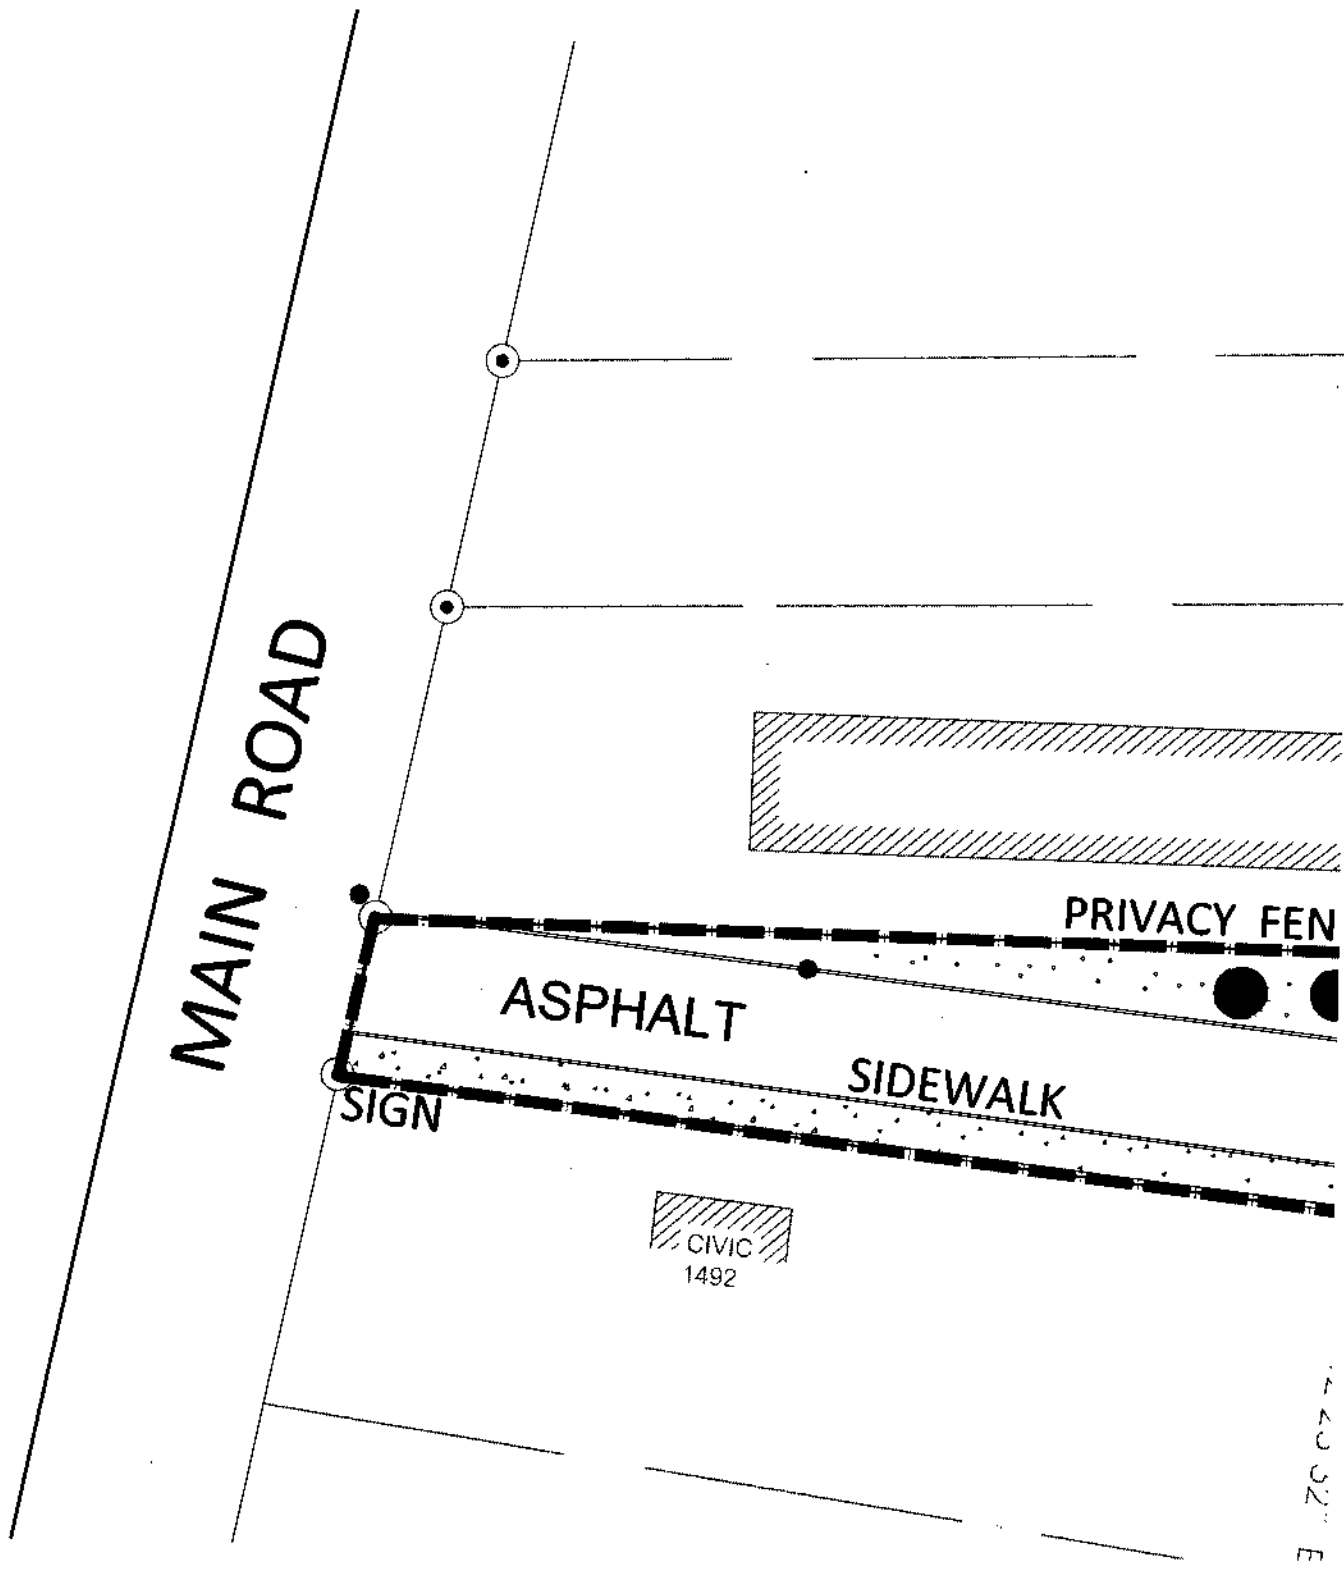 MAIN ROAD
PRIVACY FEN
ASPHALT
SIDEWALK
SIGN
CIVIC
1492